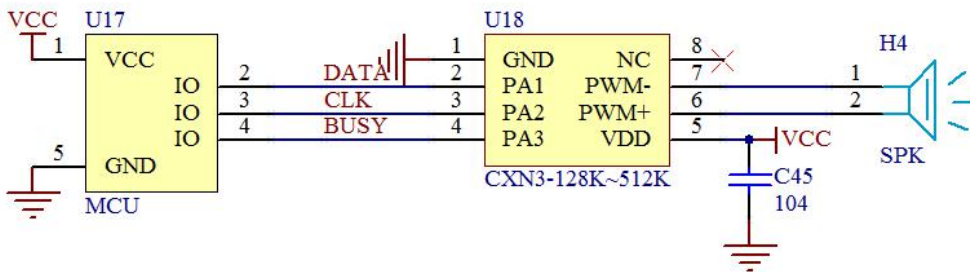 VCC
U17
1
VCC
IO
IO
IO
GND
5
MCU
2
3
4
DATA
CLK
BUSY
U18
1
2
3
4
GND
PA1
PA2
PA3
NC
PWM-
PWM+
VDD
8
7
6
5
CXN3-128K~512K
VCC
C45
104
H4
1
2
SPK